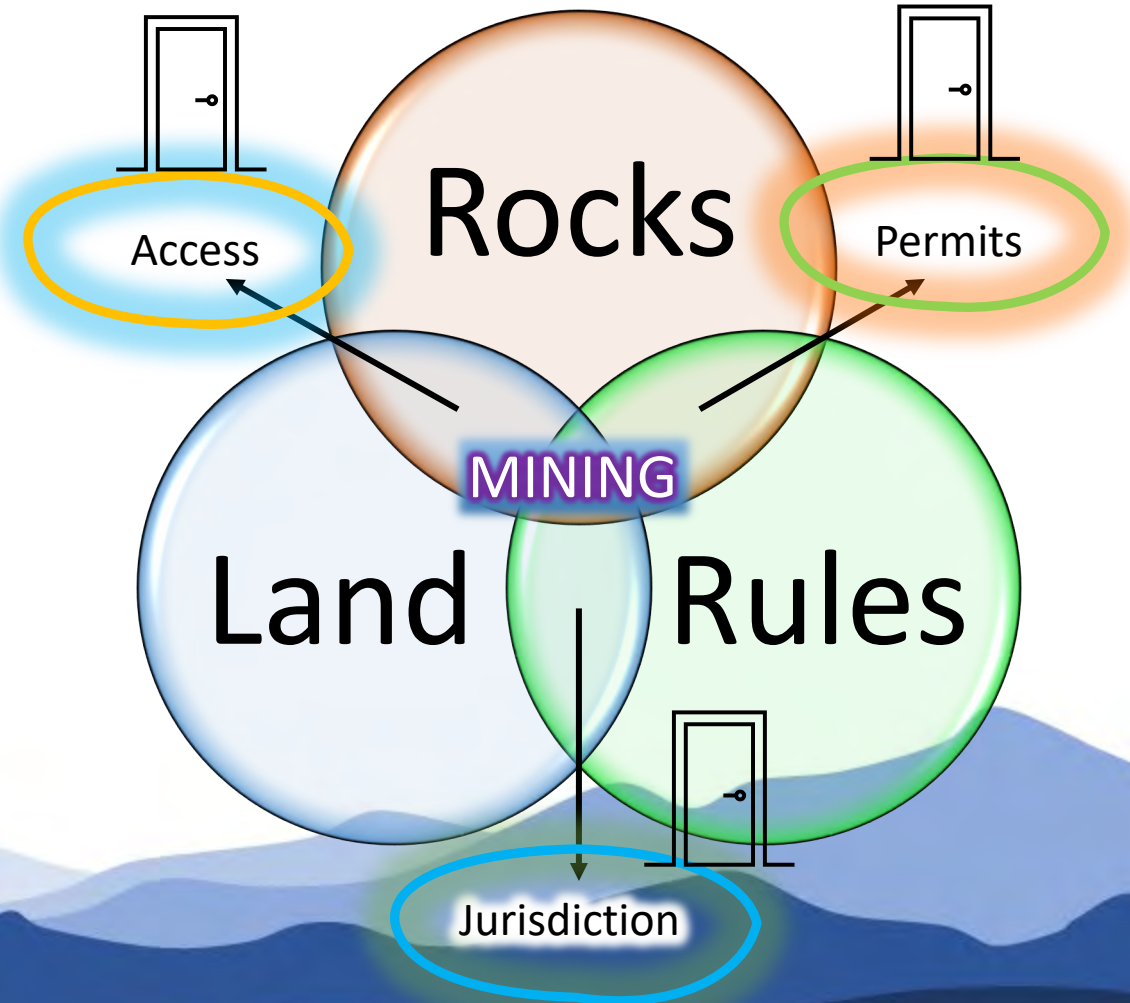 Rocks
Access
Permits
MINING
Land
Rules
Jurisdiction